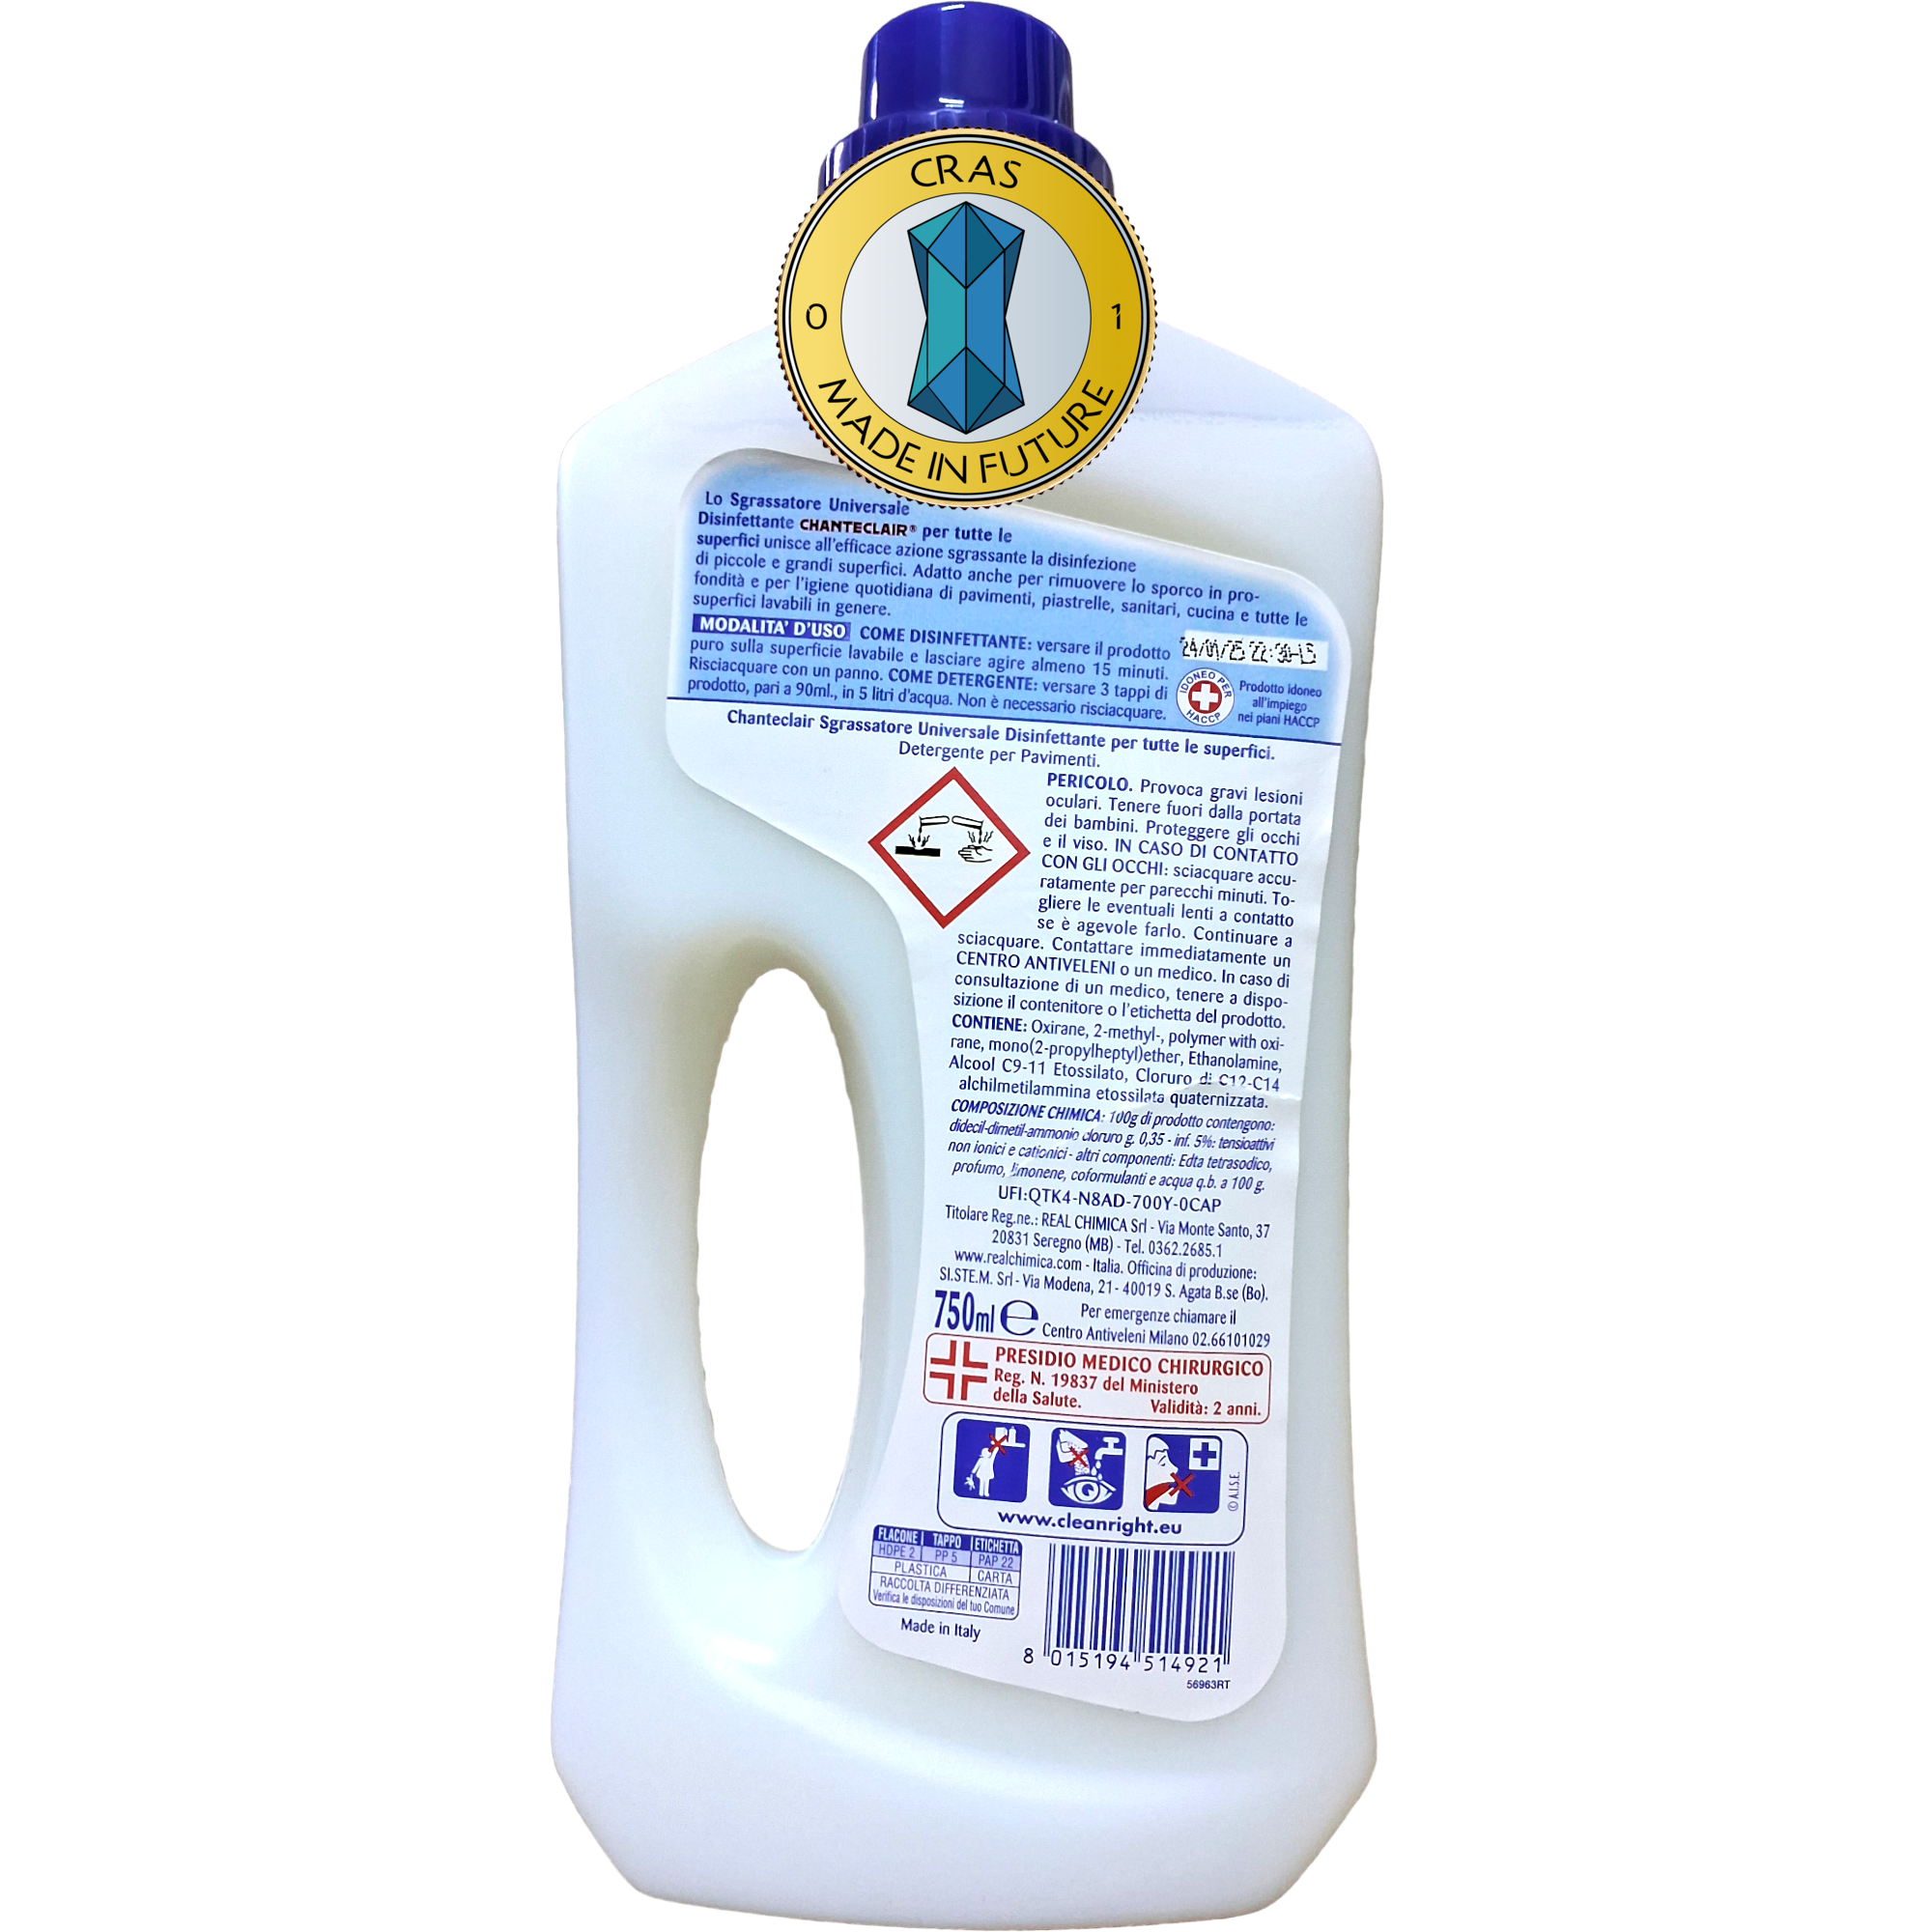 CRAS
0 1
MADE IN FUTURE
Lo Sgrassatore Universale
Disinfettante CHANTECLAIR® per tutte le
superfici unisce all'efficace azione sgrassante la disinfezione
di piccole e grandi superfici. Adatto anche per rimuovere lo sporco in pro-
fondità e per l'igiene quotidiana di pavimenti, piastrelle, sanitari, cucina e tutte le
superfici lavabili in genere.
MODALITA' D'USO COME DISINFETTANTE: versare il prodotto
puro sulla superficie lavabile e lasciare agire almeno 15 minuti.
Risciacquare con un panno. COME DETERGENTE: versare 3 tappi di
prodotto, pari a 90ml., in 5 litri d'acqua. Non è necessario risciacquare.
IDONEO PER
HACCP
Prodotto idoneo
all'impiego
nei piani HACCP
Chanteclair Sgrassatore Universale Disinfettante per tutte le superfici.
Detergente per Pavimenti.
PERICOLO. Provoca gravi lesioni
oculari. Tenere fuori dalla portata
dei bambini. Proteggere gli occhi
e il viso. IN CASO DI CONTATTO
CON GLI OCCHI: sciacquare accu-
ratamente per parecchi minuti. To-
gliere le eventuali lenti a contatto
se è agevole farlo. Continuare a
sciacquare. Contattare immediatamente un
CENTRO ANTIVELENI o un medico. In caso di
consultazione di un medico, tenere a dispo-
sizione il contenitore o l'etichetta del prodotto.
CONTIENE: Oxirane, 2-methyl-, polymer with oxi-
rane, mono(2-propylheptyl)ether, Ethanolamine,
Alcool C9-11 Etossilato, Cloruro di C12-C14
alchilmetilammina etossilata quaternizzata.
COMPOSIZIONE CHIMICA: 100g di prodotto contengono:
didecil-dimetil-ammonio cloruro g. 0,35 - inf. 5%: tensioattivi
non ionici e cationici - altri componenti: Edta tetrasodico,
profumo, limonene, coformulanti e acqua q.b. a 100 g.
UFI:QTK4-N8AD-700Y-0CAP
Titolare Reg.ne.: REAL CHIMICA Srl - Via Monte Santo, 37
20831 Seregno (MB) - Tel. 0362.2685.1
www.realchimica.com - Italia. Officina di produzione:
SI.STE.M. Srl - Via Modena, 21 - 40019 S. Agata B.se (Bo).
750ml e Per emergenze chiamare il
Centro Antiveleni Milano 02.66101029
PRESIDIO MEDICO CHIRURGICO
Reg. N. 19837 del Ministero
della Salute. Validità: 2 anni.
© A.I.S.E.
www.cleanright.eu
FLACONE TAPPO ETICHETTA
HDPE 2 PP 5 PAP 22
PLASTICA CARTA
RACCOLTA DIFFERENZIATA
Verifica le disposizioni del tuo Comune
Made in Italy
8 015194 514921
56963RT